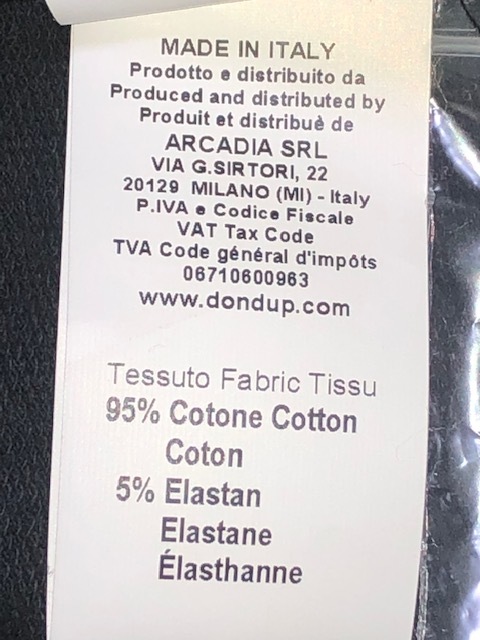 MADE IN ITALY
Prodotto e distribuito da
Produced and distributed by
Produit et distribuè de
ARCADIA SRL
VIA G.SIRTORI, 22
20129 MILANO (MI) - Italy
P.IVA e Codice Fiscale
VAT Tax Code
TVA Code général d'impôts
06710600963
www.dondup.com
Tessuto Fabric Tissu
95% Cotone Cotton
Coton
5% Elastan
Elastane
Élasthanne